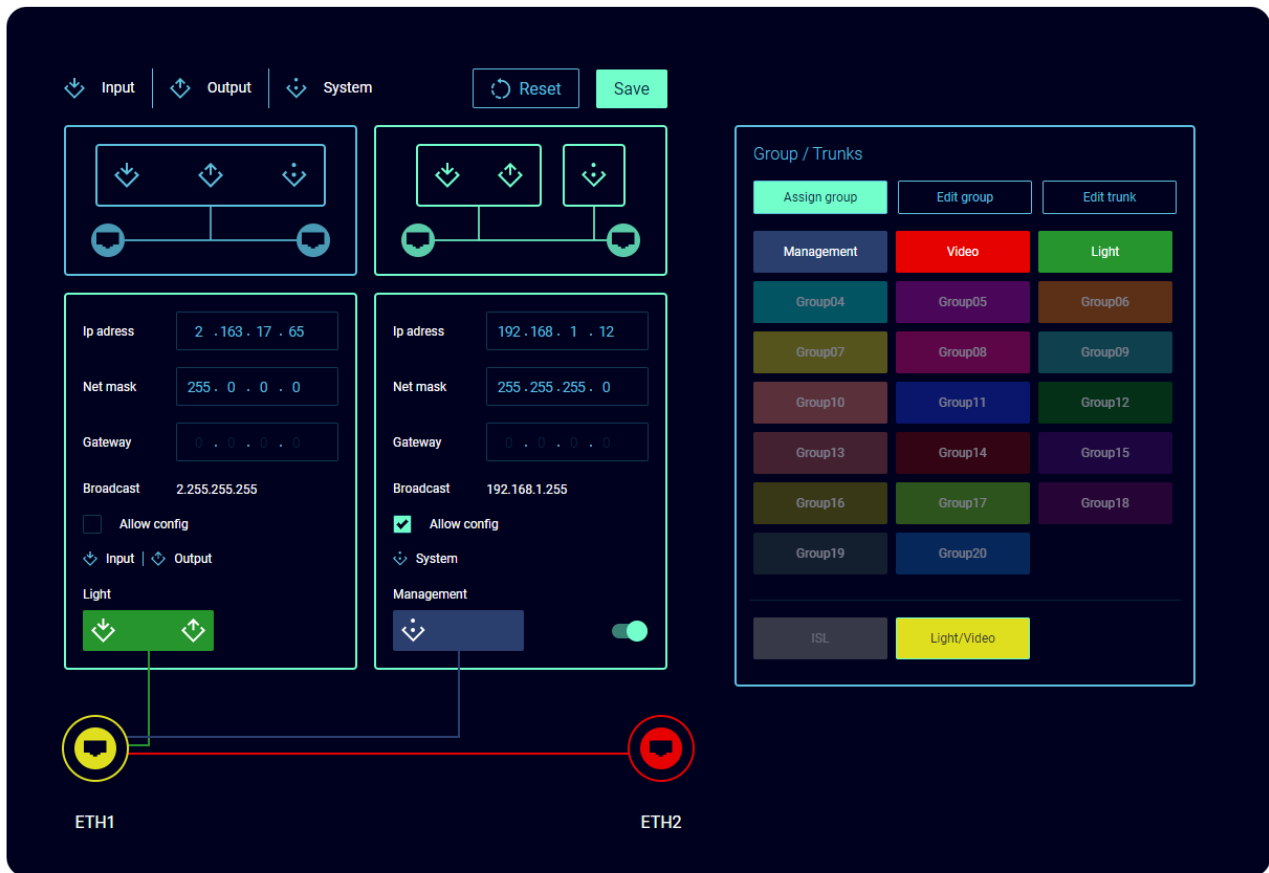 Input Output System Reset Save
Group / Trunks
Assign group Edit group Edit trunk
Management Video Light
Group04 Group05 Group06
Group07 Group08 Group09
Group10 Group11 Group12
Group13 Group14 Group15
Group16 Group17 Group18
Group19 Group20
ISL Light/Video
Ip adress 2 .163. 17 . 65
Net mask 255. 0 . 0 . 0
Gateway 0 . 0 . 0 . 0
Broadcast 2.255.255.255
Allow config
Input | Output
Light
Ip adress 192.168. 1 . 12
Net mask 255.255.255. 0
Gateway 0 . 0 . 0 . 0
Broadcast 192.168.1.255
Allow config
System
Management
ETH1 ETH2